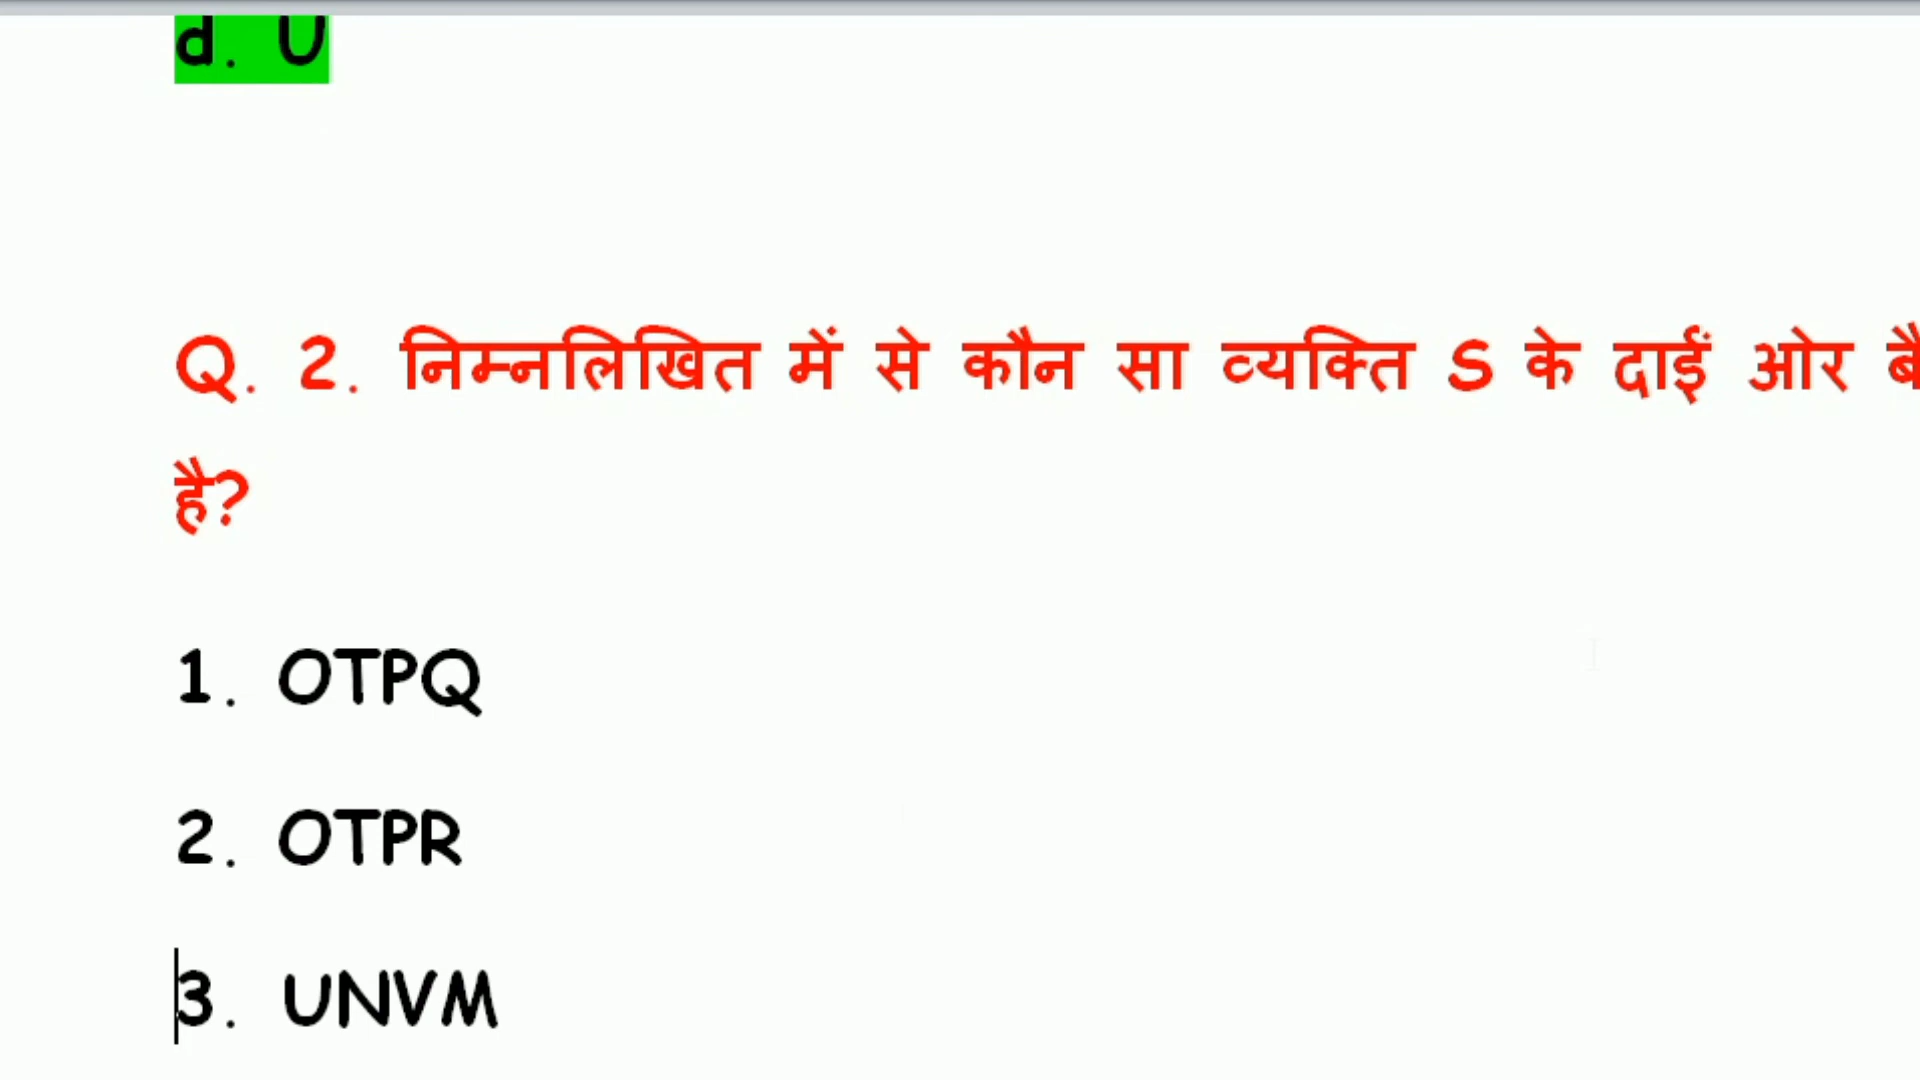 d. U
Q. 2. निम्नलिखित में से कौन सा व्यक्ति S के दाईं ओर
है?
1. OTPQ
2. OTPR
3. UNVM